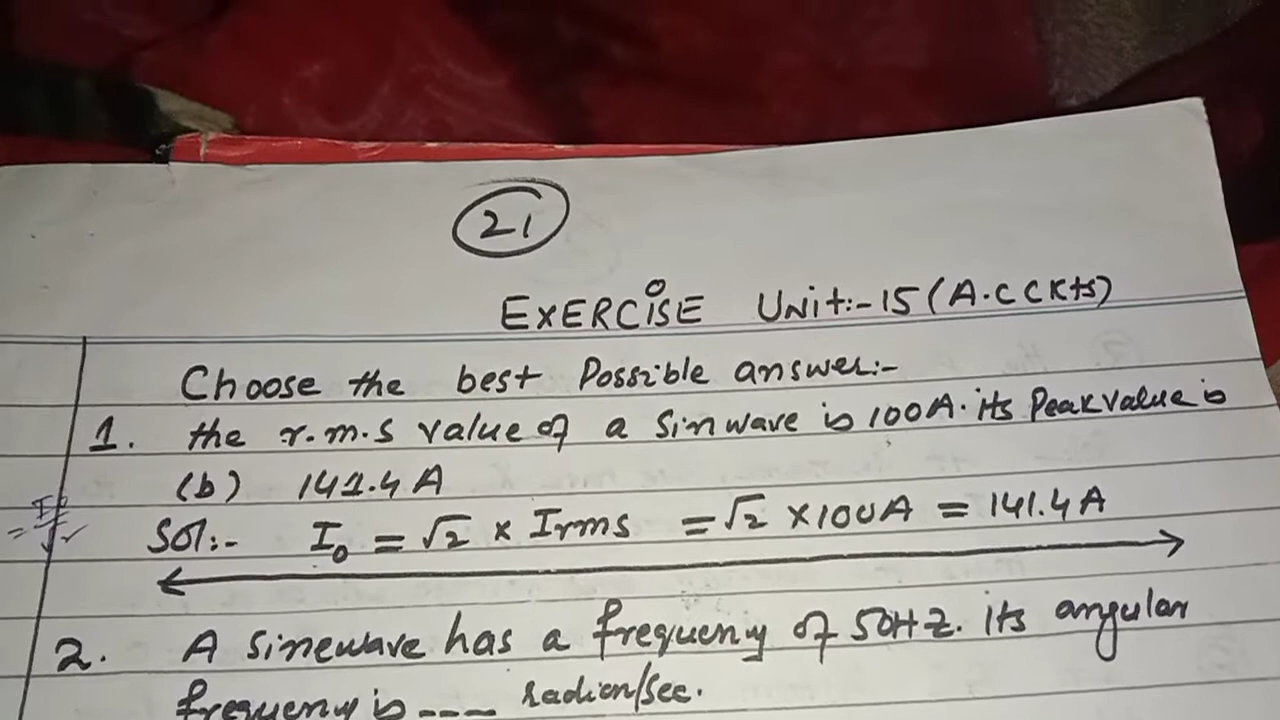 21
EXERCiSE Unit:-15 (A.C CKts)
Choose the best Possible answer:-
1. the r.m.s value of a Sinwave is 100A. its Peak value is
(b) 141.4 A
Sol:- I₀ = √2 × Irms = √2 × 100A = 141.4 A
2. A sinewave has a frequency of 50HZ. its angular
frequency is ---- radian/sec.